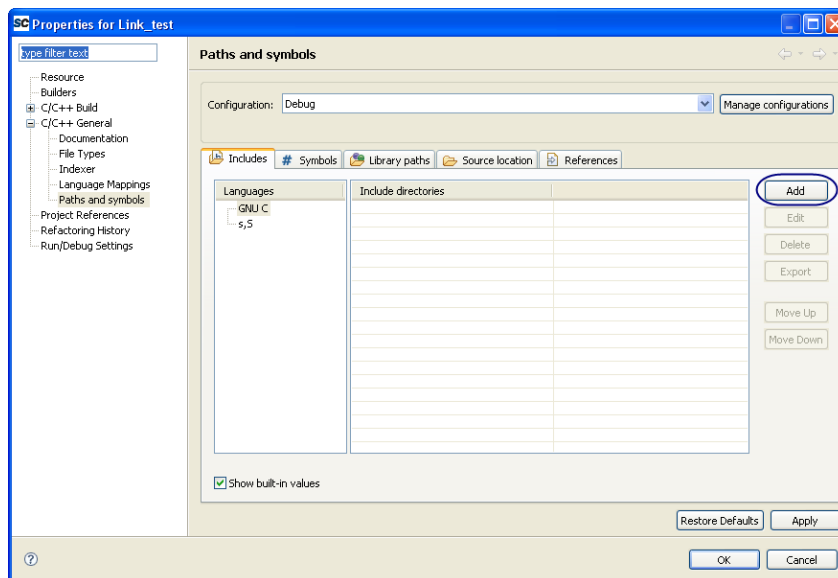 SC Properties for Link_test
type filter text
Paths and symbols
Resource
Builders
C/C++ Build
C/C++ General
Documentation
File Types
Indexer
Language Mappings
Paths and symbols
Project References
Refactoring History
Run/Debug Settings
Configuration: Debug Manage configurations
Includes # Symbols Library paths Source location References
Languages Include directories
GNU C
s,S
Add
Edit
Delete
Export
Move Up
Move Down
Show built-in values
Restore Defaults Apply
? OK Cancel